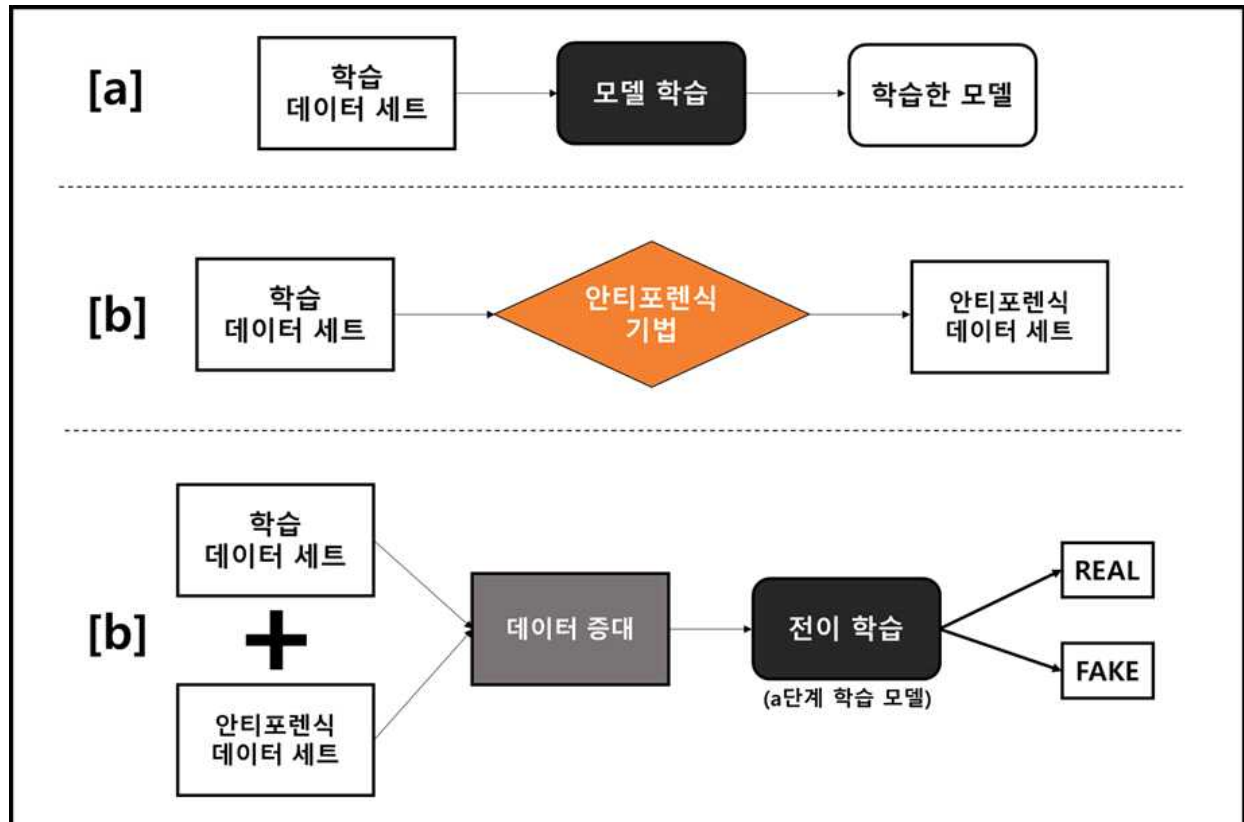 [a]
학습
데이터 세트
모델 학습
학습한 모델
[b]
학습
데이터 세트
안티포렌식
기법
안티포렌식
데이터 세트
[b]
학습
데이터 세트
+
안티포렌식
데이터 세트
데이터 증대
전이 학습
(a단계 학습 모델)
REAL
FAKE